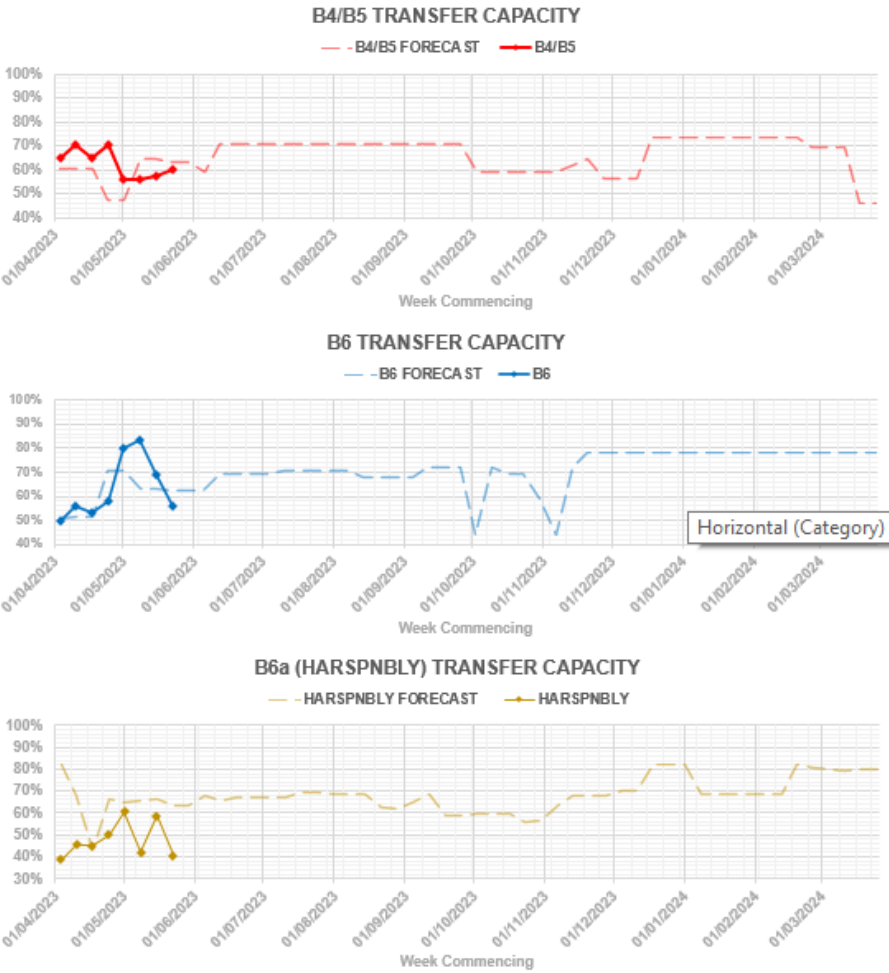 B4/B5 TRANSFER CAPACITY
B4/B5 FORECAST B4/B5
100%
90%
80%
70%
60%
50%
40%
01/04/2023 01/05/2023 01/06/2023 01/07/2023 01/08/2023 01/09/2023 01/10/2023 01/11/2023 01/12/2023 01/01/2024 01/02/2024 01/03/2024
Week Commencing
B6 TRANSFER CAPACITY
B6 FORECAST B6
100%
90%
80%
70%
60%
50%
40%
Horizontal (Category)
01/04/2023 01/05/2023 01/06/2023 01/07/2023 01/08/2023 01/09/2023 01/10/2023 01/11/2023 01/12/2023 01/01/2024 01/02/2024 01/03/2024
Week Commencing
B6a (HARSPNBLY) TRANSFER CAPACITY
HARSPNBLY FORECAST HARSPNBLY
100%
90%
80%
70%
60%
50%
40%
30%
01/04/2023 01/05/2023 01/06/2023 01/07/2023 01/08/2023 01/09/2023 01/10/2023 01/11/2023 01/12/2023 01/01/2024 01/02/2024 01/03/2024
Week Commencing